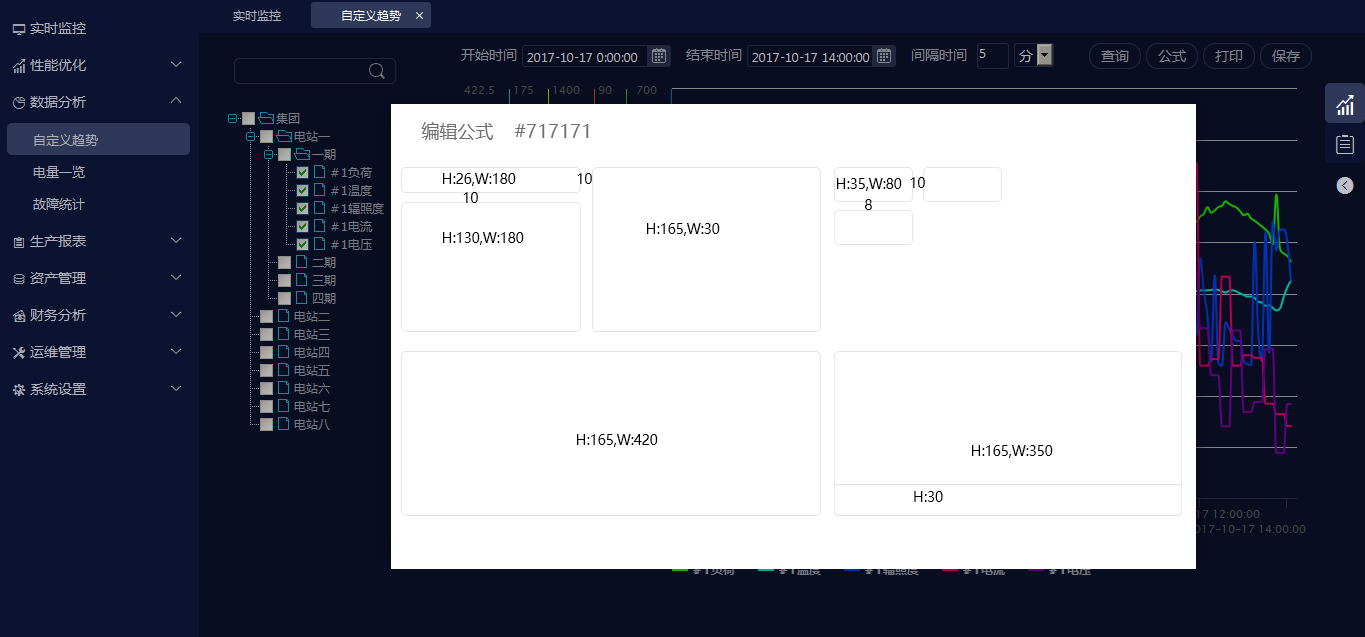 实时监控
自定义趋势 ×
实时监控
性能优化
数据分析
自定义趋势
电量一览
故障统计
生产报表
资产管理
财务分析
运维管理
系统设置
开始时间 2017-10-17 0:00:00
结束时间 2017-10-17 14:00:00
间隔时间 5 分
查询 公式 打印 保存
422.5 175 1400 90 700
集团
电站一
一期
#1负荷
#1温度
#1辐照度
#1电流
#1电压
二期
三期
四期
电站二
电站三
电站四
电站五
电站六
电站七
电站八
编辑公式 #717171
H:26,W:180 10
10
H:130,W:180
H:165,W:30
H:35,W:80 10
8
H:165,W:420
H:165,W:350
H:30
17 12:00:00
017-10-17 14:00:00
#1负荷 #1温度 #1辐照度 #1电流 #1电压